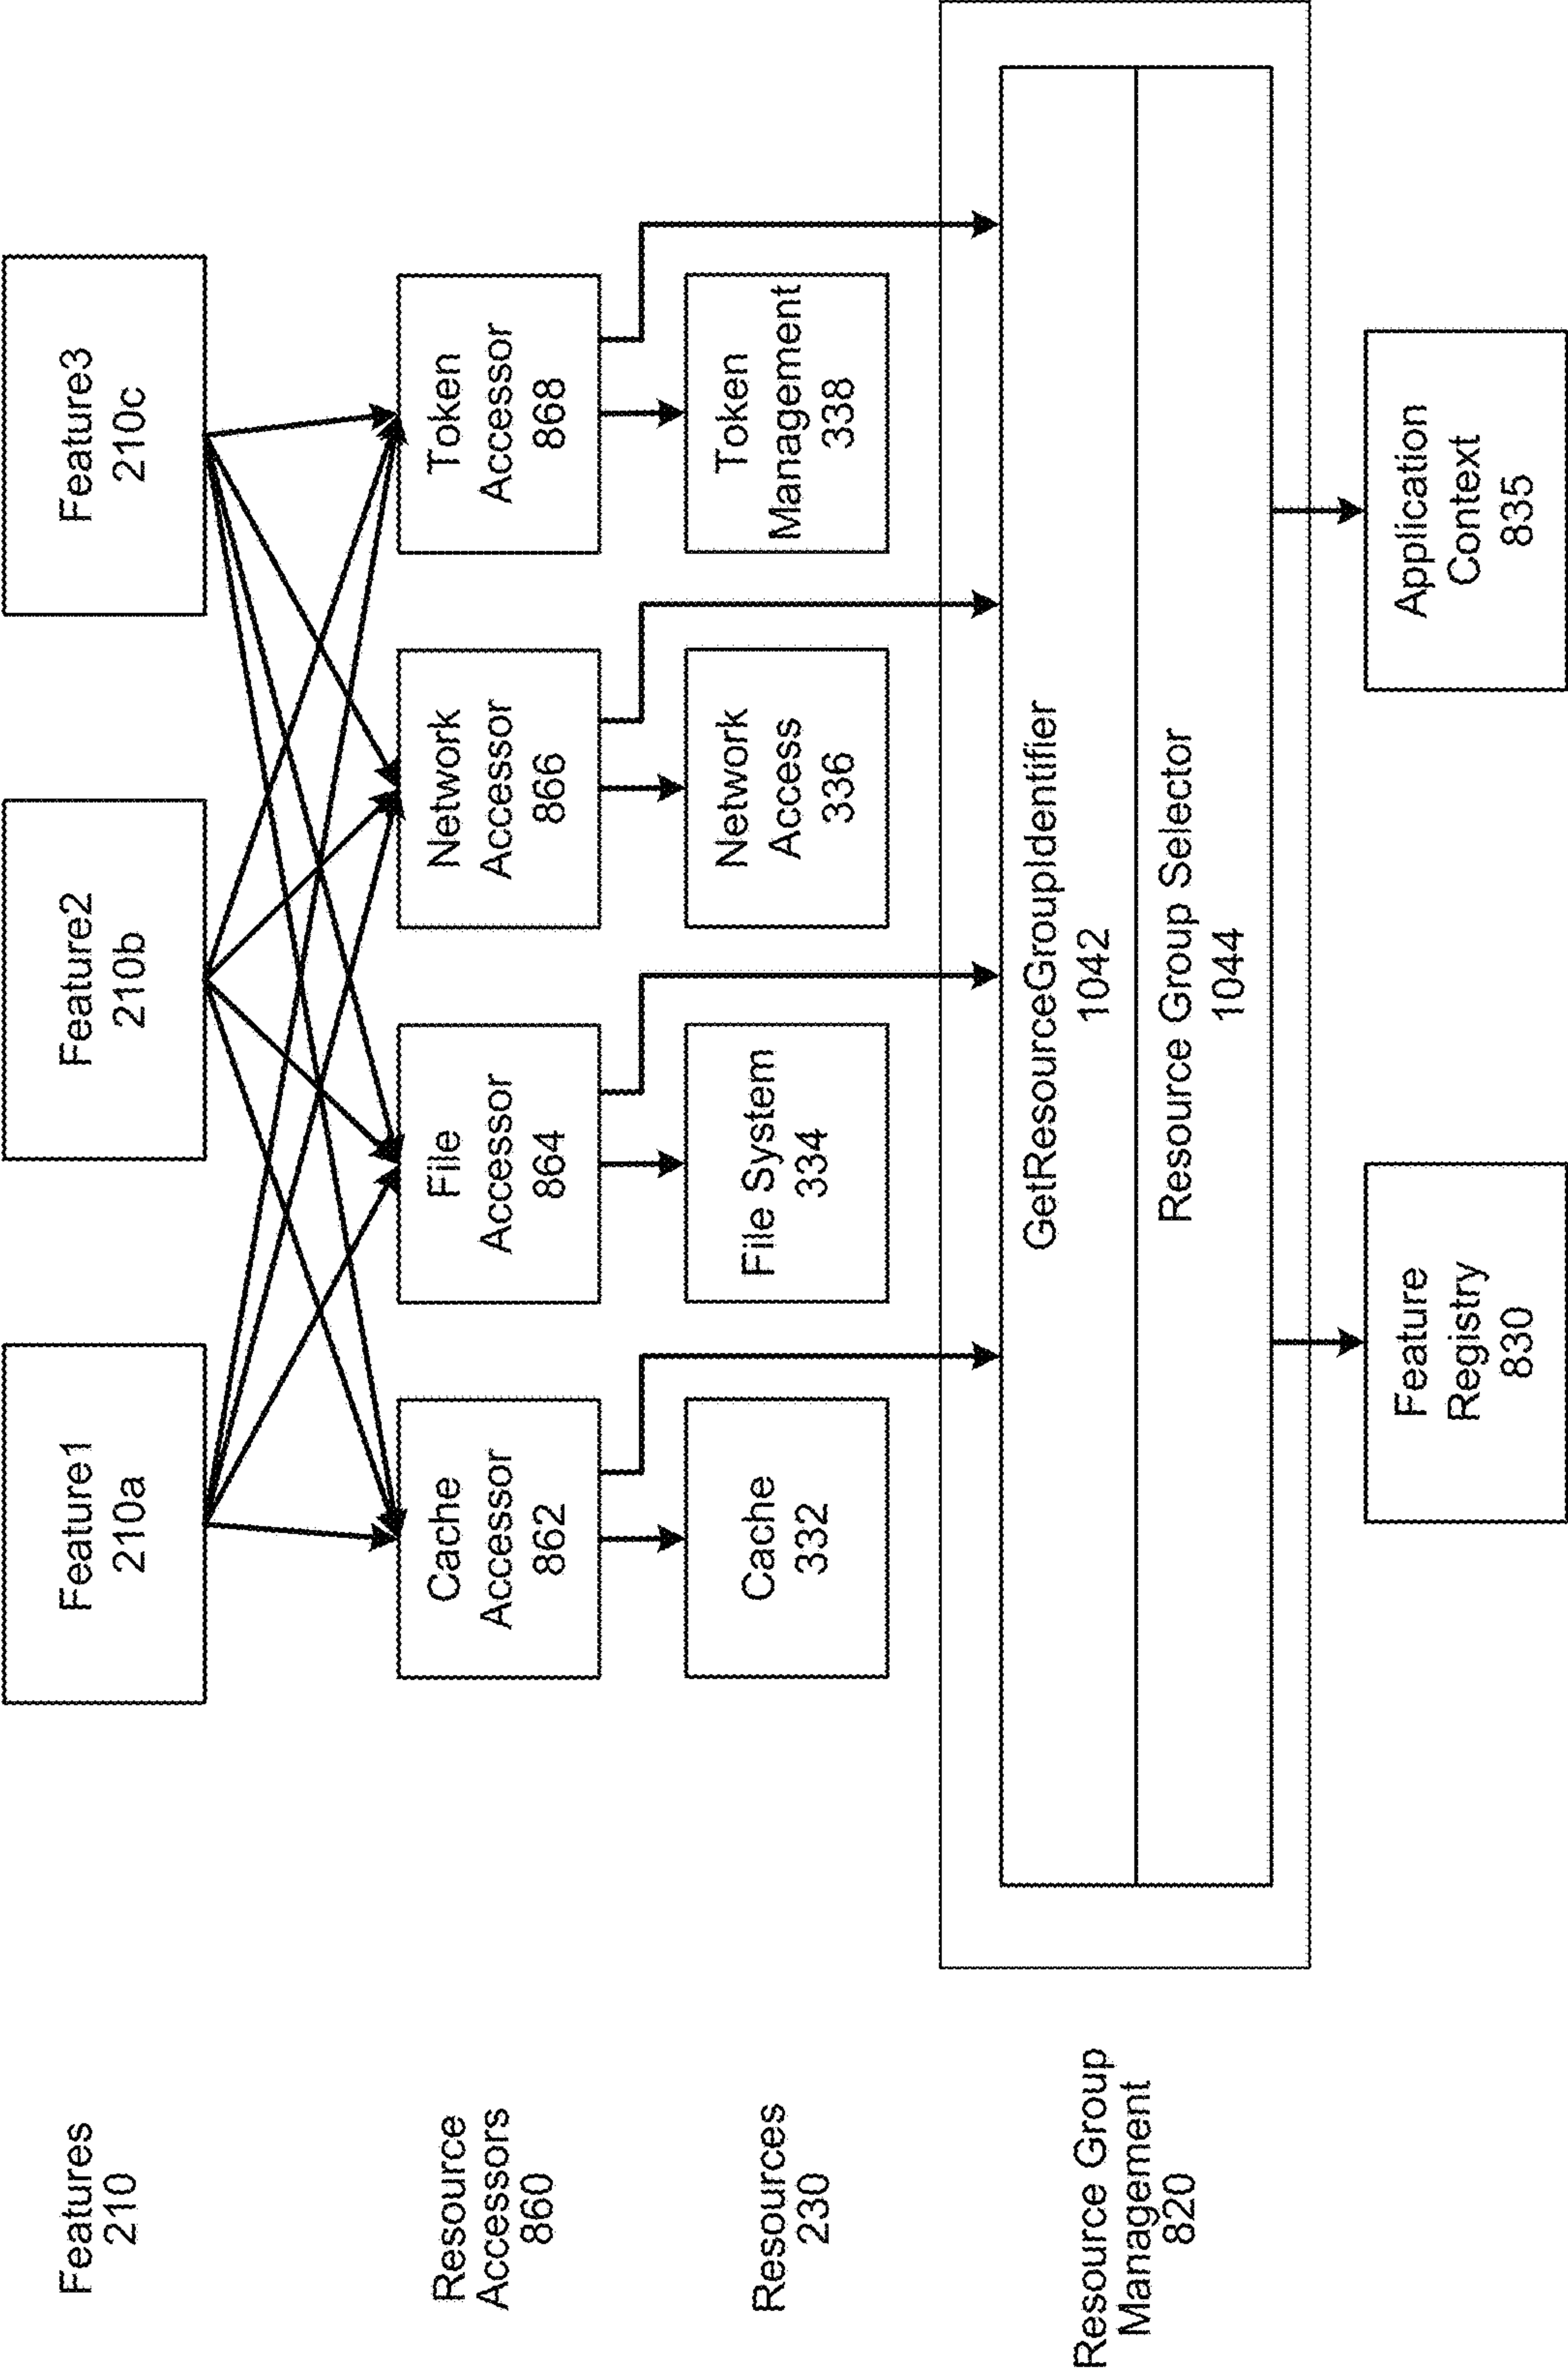 Features
210
Feature1
210a
Feature2
210b
Feature3
210c
Resource
Accessors
860
Cache
Accessor
862
File
Accessor
864
Network
Accessor
866
Token
Accessor
868
Resources
230
Cache
332
File System
334
Network
Access
336
Token
Management
338
Resource Group
Management
820
GetResourceGroupIdentifier
1042
Resource Group Selector
1044
Feature
Registry
830
Application
Context
835